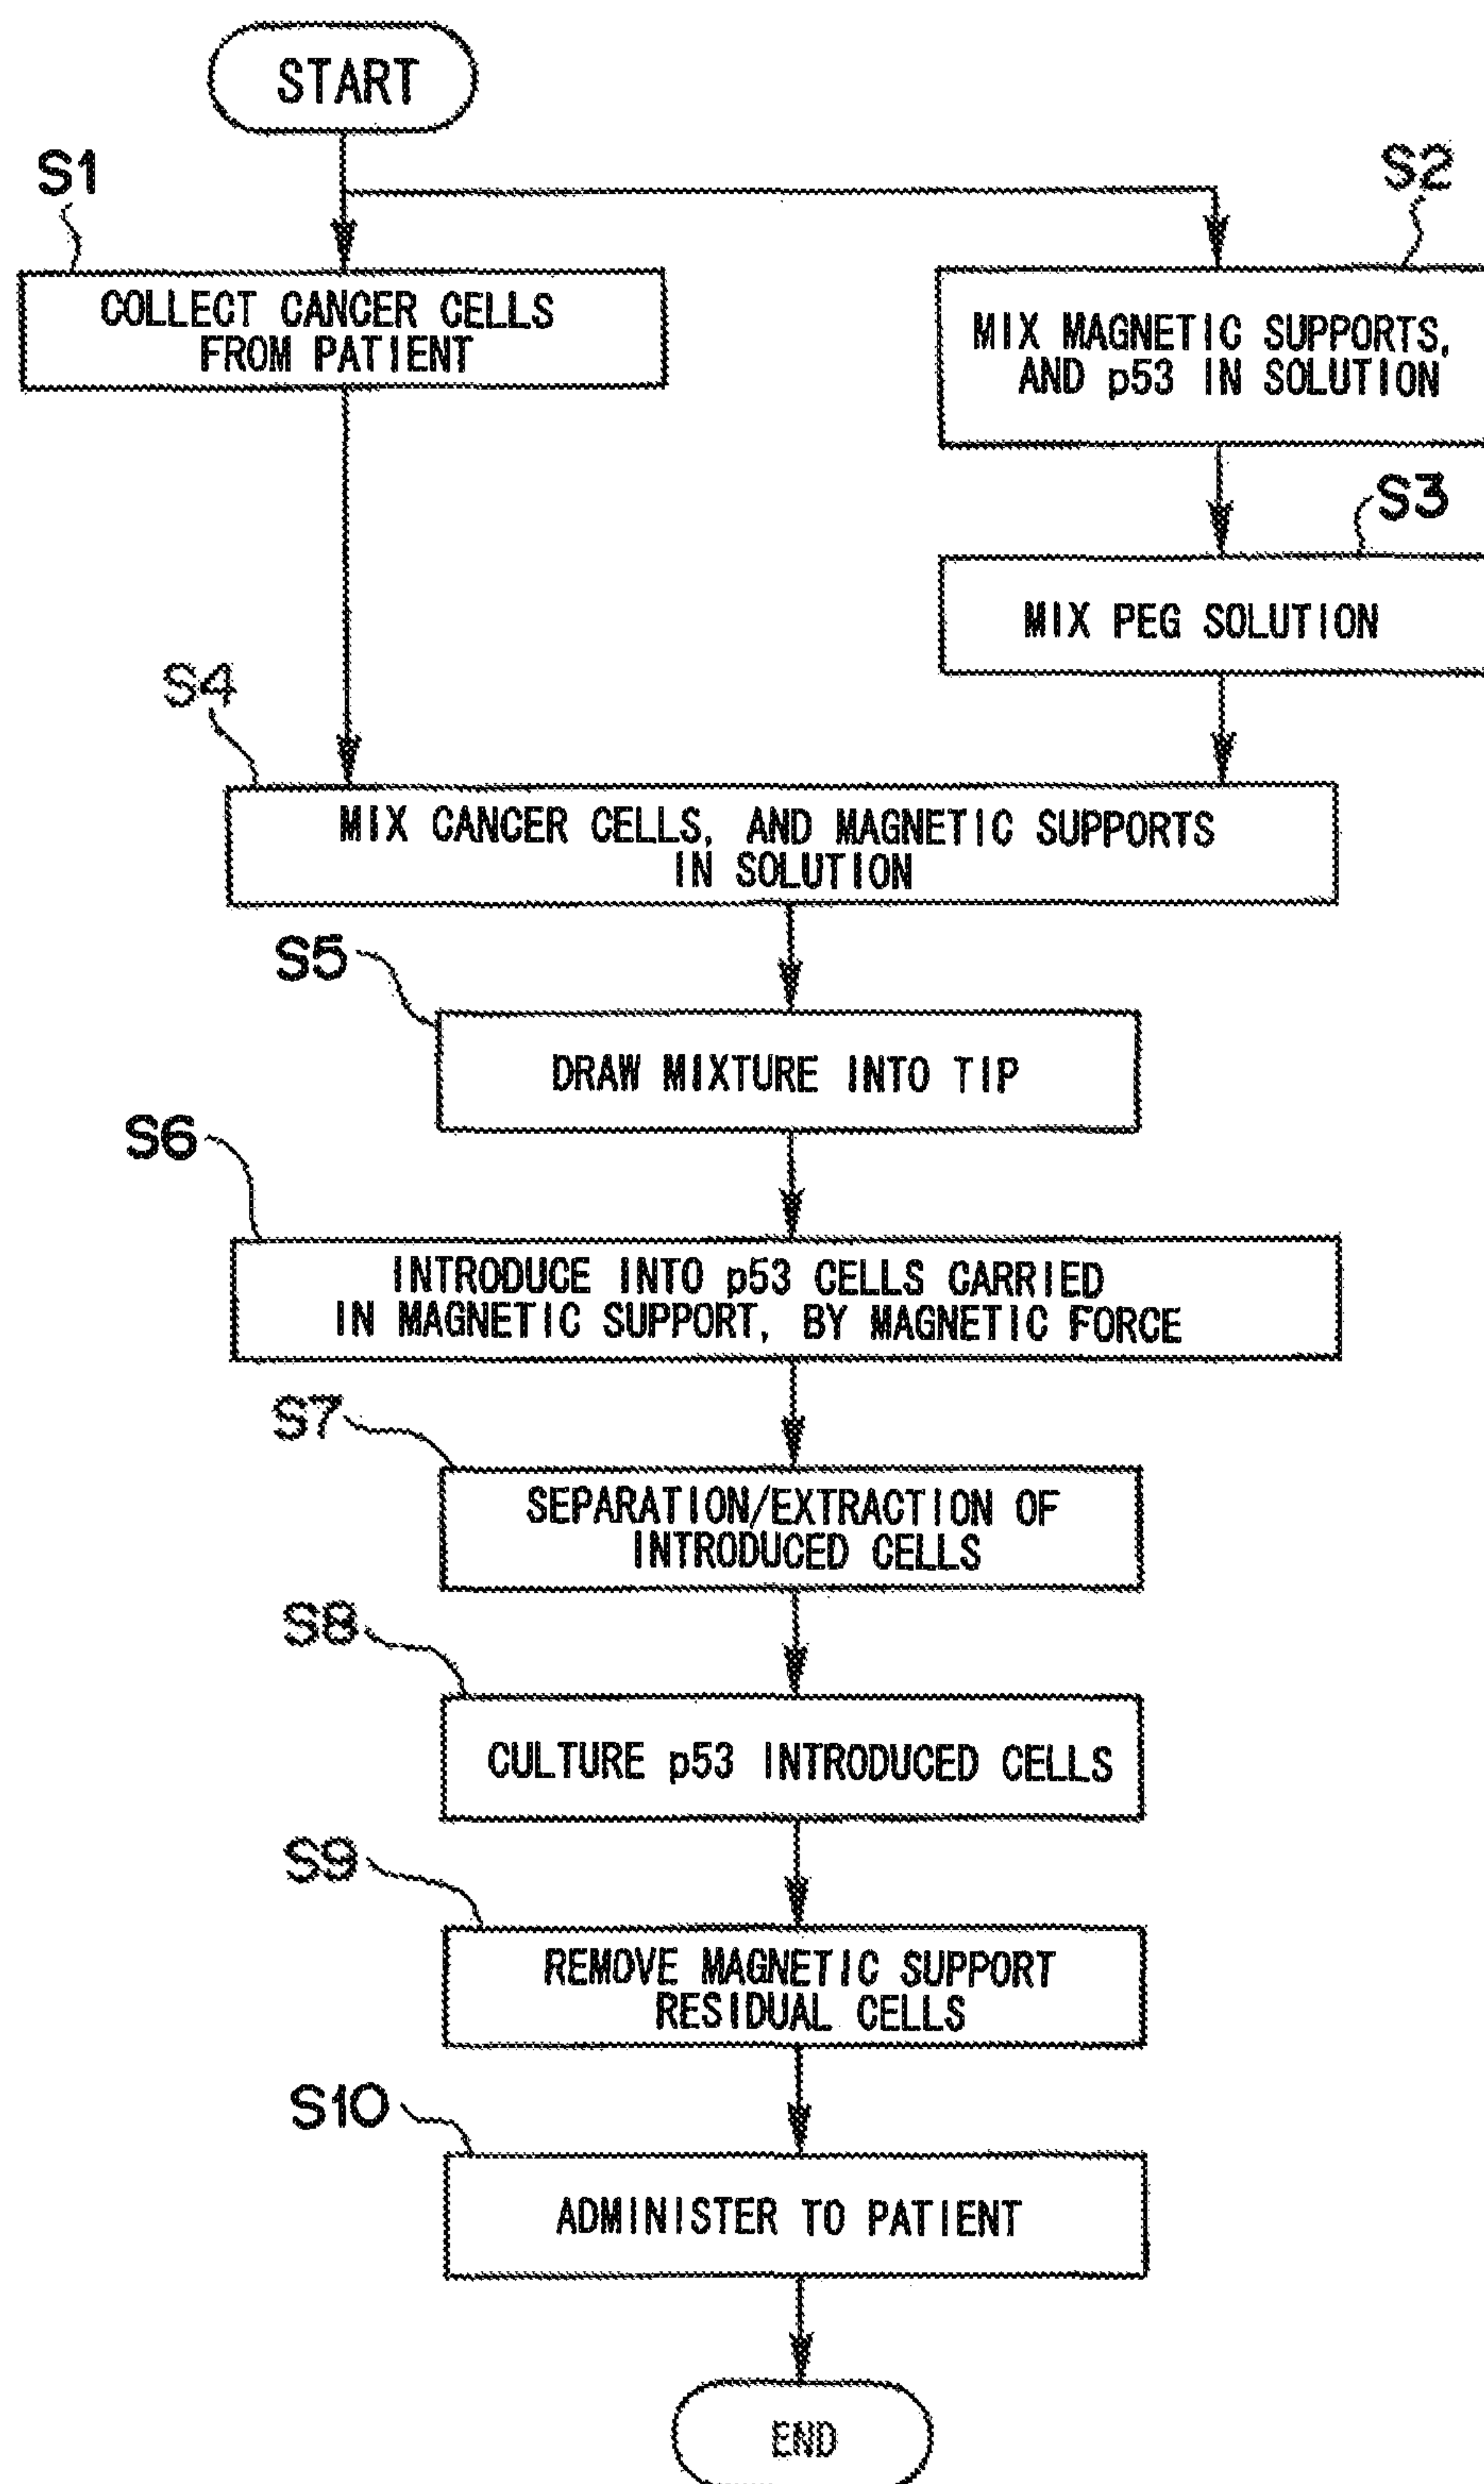 START
S1
S2
COLLECT CANCER CELLS
FROM PATIENT
MIX MAGNETIC SUPPORTS,
AND p53 IN SOLUTION
S3
MIX PEG SOLUTION
S4
MIX CANCER CELLS, AND MAGNETIC SUPPORTS
IN SOLUTION
S5
DRAW MIXTURE INTO TIP
S6
INTRODUCE INTO p53 CELLS CARRIED
IN MAGNETIC SUPPORT, BY MAGNETIC FORCE
S7
SEPARATION/EXTRACTION OF
INTRODUCED CELLS
S8
CULTURE p53 INTRODUCED CELLS
S9
REMOVE MAGNETIC SUPPORT
RESIDUAL CELLS
S10
ADMINISTER TO PATIENT
END